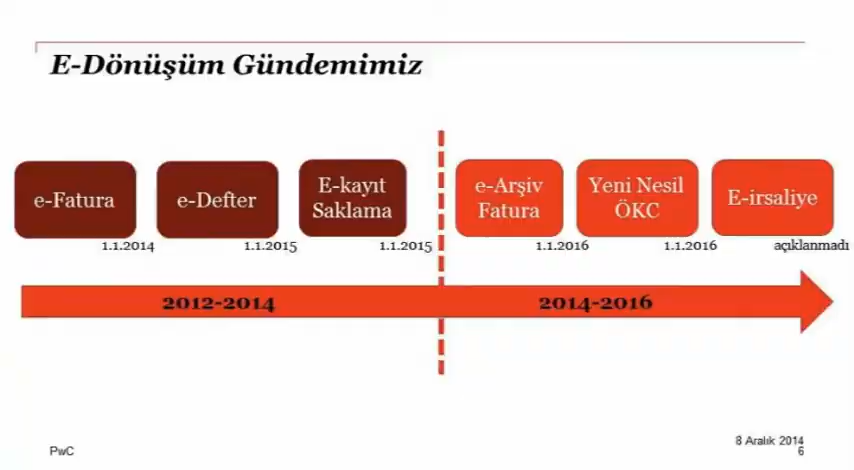 E-Dönüşüm Gündemimiz
e-Fatura
e-Defter
E-kayıt
Saklama
e-Arşiv
Fatura
Yeni Nesil
ÖKC
E-irsaliye
1.1.2014
1.1.2015
1.1.2015
1.1.2016
1.1.2016
açıklanmadı
2012-2014
2014-2016
PwC
8 Aralık 2014
6